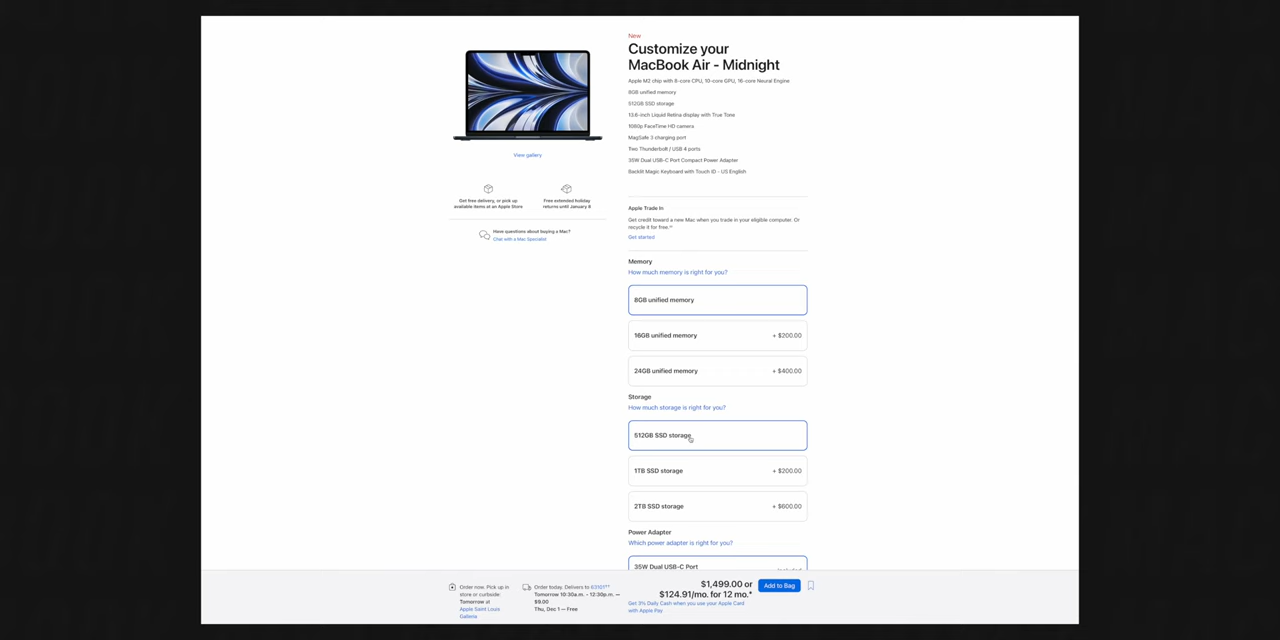 New
Customize your
MacBook Air - Midnight
Apple M2 chip with 8-core CPU, 10-core GPU, 16-core Neural Engine
8GB unified memory
512GB SSD storage
13.6-inch Liquid Retina display with True Tone
1080p FaceTime HD camera
MagSafe 3 charging port
Two Thunderbolt / USB 4 ports
35W Dual USB-C Port Compact Power Adapter
Backlit Magic Keyboard with Touch ID - US English
View gallery
Get free delivery, or pick up
available items at an Apple Store
Free extended holiday
returns until January 8
Have questions about buying a Mac?
Chat with a Mac Specialist
Apple Trade In
Get credit toward a new Mac when you trade in your eligible computer. Or
recycle it for free.
Get started
Memory
How much memory is right for you?
8GB unified memory
16GB unified memory + $200.00
24GB unified memory + $400.00
Storage
How much storage is right for you?
512GB SSD storage
1TB SSD storage + $200.00
2TB SSD storage + $600.00
Power Adapter
Which power adapter is right for you?
35W Dual USB-C Port
Order now. Pick up in
store or curbside:
Tomorrow at
Apple Saint Louis
Galleria
Order today. Delivers to 63101
Tomorrow 10:30a.m. - 12:30p.m. —
$9.00
Thu, Dec 1 — Free
$1,499.00 or
$124.91/mo. for 12 mo.*
Get 3% Daily Cash when you use your Apple Card
with Apple Pay
Add to Bag